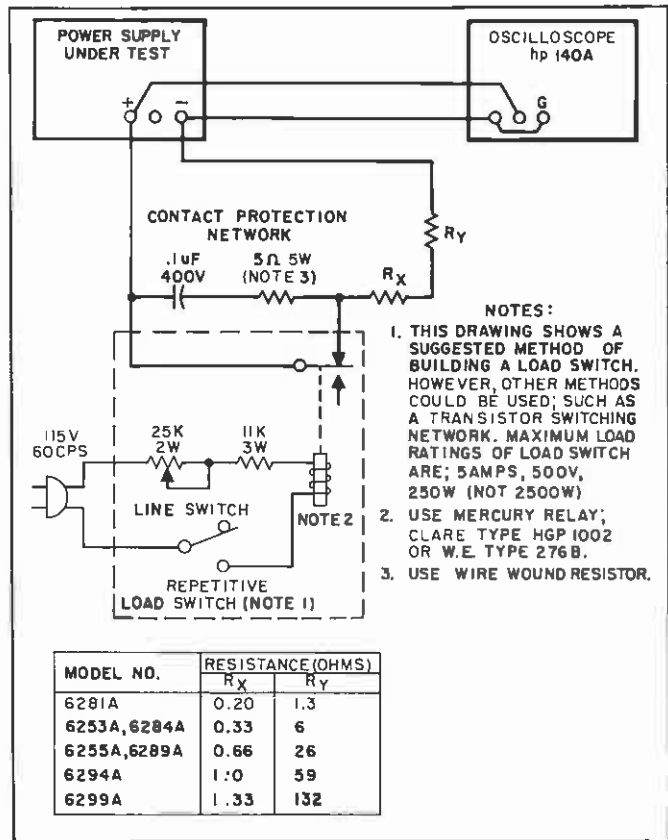 POWER SUPPLY
UNDER TEST
+ -
OSCILLOSCOPE
hp 140A
G
CONTACT PROTECTION
NETWORK
.1uF
400V
5Ω 5W
(NOTE 3)
RX
RY
115V
60CPS
25K
2W
11K
3W
LINE SWITCH
NOTE 2
REPETITIVE
LOAD SWITCH (NOTE 1)
NOTES:
1. THIS DRAWING SHOWS A
SUGGESTED METHOD OF
BUILDING A LOAD SWITCH.
HOWEVER, OTHER METHODS
COULD BE USED; SUCH AS
A TRANSISTOR SWITCHING
NETWORK. MAXIMUM LOAD
RATINGS OF LOAD SWITCH
ARE; 5AMPS, 500V,
250W (NOT 2500W)
2. USE MERCURY RELAY;
CLARE TYPE HGP 1002
OR W.E. TYPE 276B.
3. USE WIRE WOUND RESISTOR.
MODEL NO. RESISTANCE (OHMS)
RX RY
6281A 0.20 1.3
6253A, 6284A 0.33 6
6255A, 6289A 0.66 26
6294A 1.0 59
6299A 1.33 132